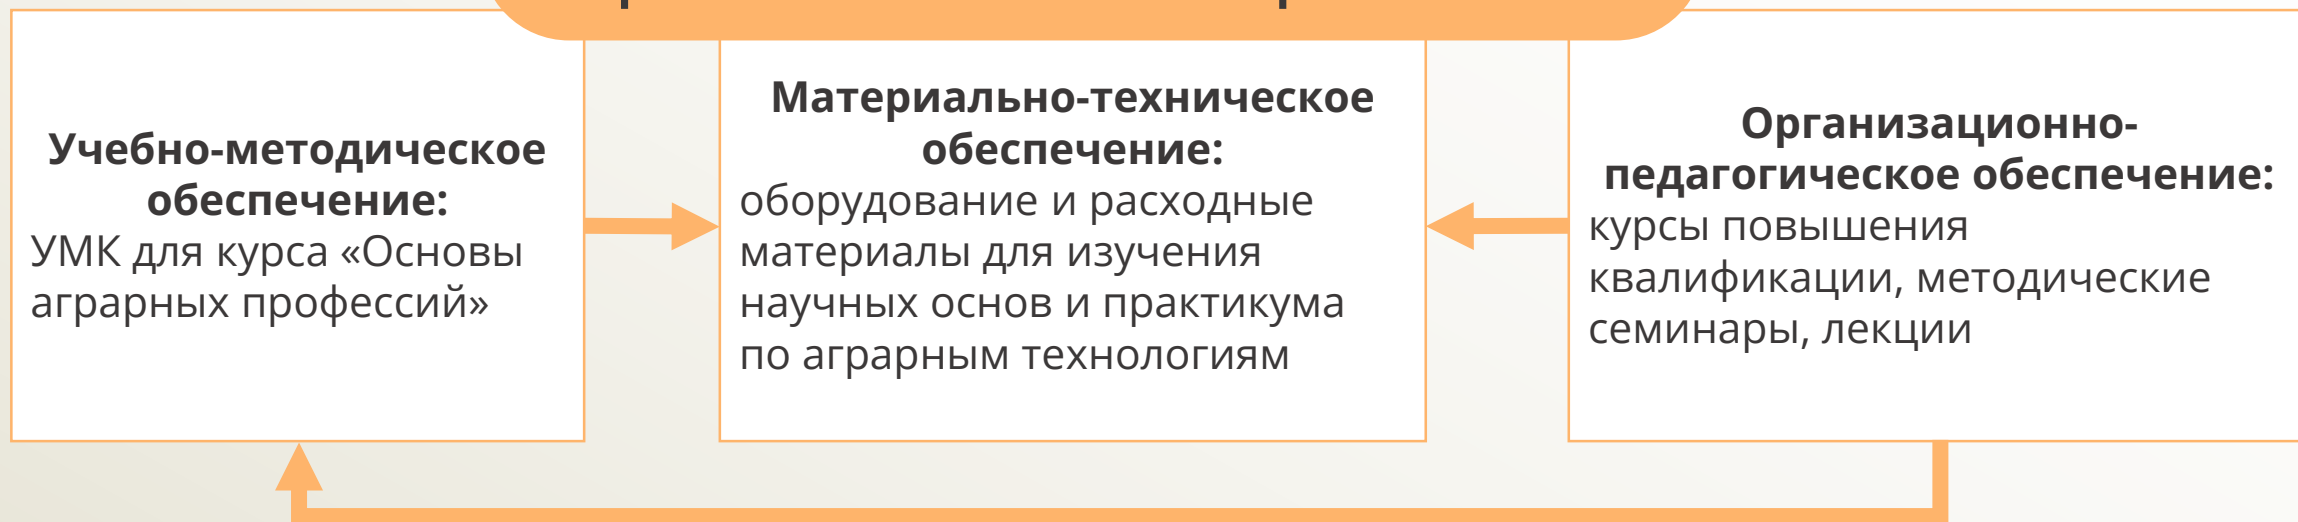 Учебно-методическое
обеспечение:
УМК для курса «Основы
аграрных профессий»
Материально-техническое
обеспечение:
оборудование и расходные
материалы для изучения
научных основ и практикума
по аграрным технологиям
Организационно-
педагогическое обеспечение:
курсы повышения
квалификации, методические
семинары, лекции